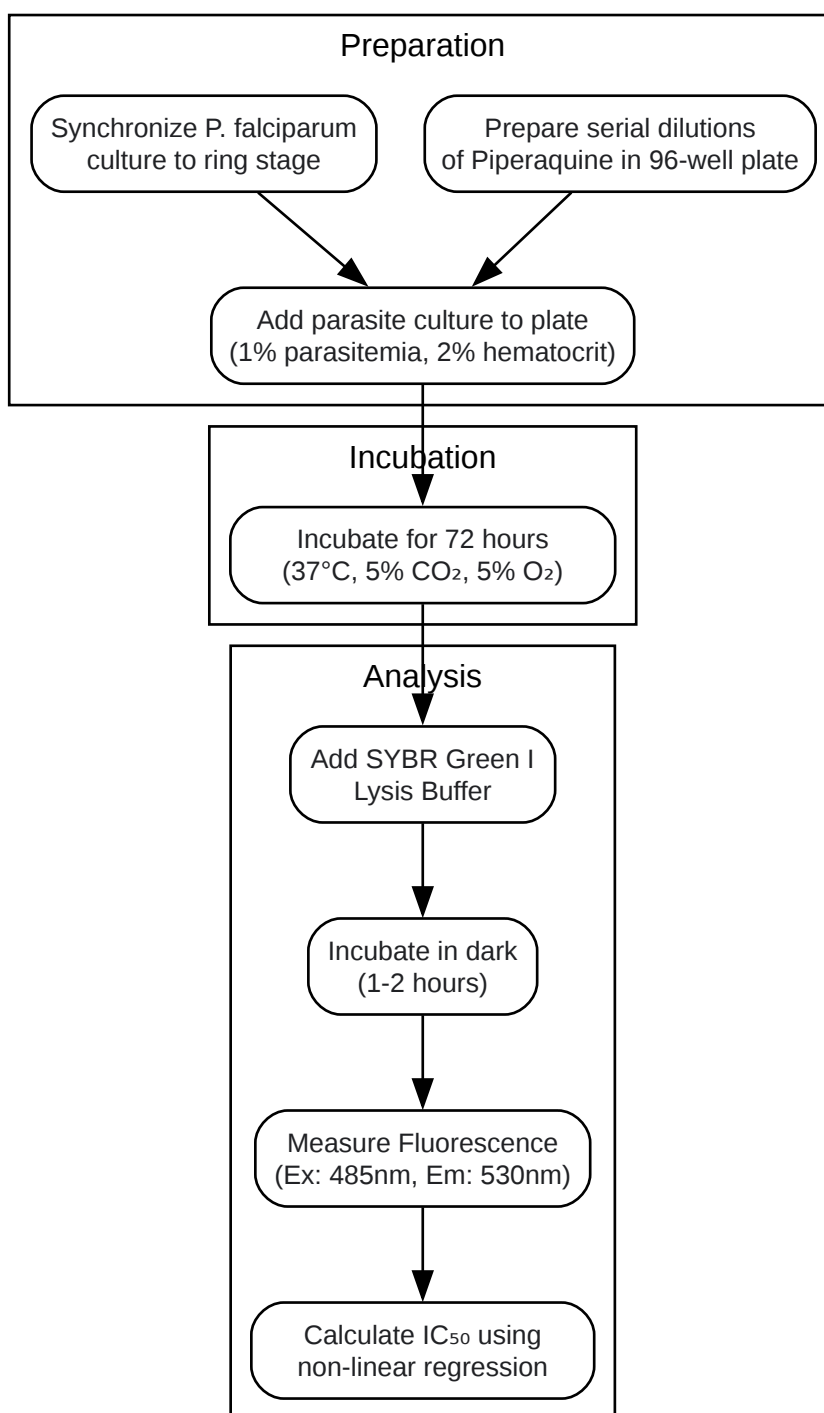 Preparation
Synchronize P. falciparum
culture to ring stage
Prepare serial dilutions
of Piperaquine in 96-well plate
Add parasite culture to plate
(1% parasitemia, 2% hematocrit)
Incubation
Incubate for 72 hours
(37°C, 5% CO₂, 5% O₂)
Analysis
Add SYBR Green I
Lysis Buffer
Incubate in dark
(1-2 hours)
Measure Fluorescence
(Ex: 485nm, Em: 530nm)
Calculate IC₅₀ using
non-linear regression